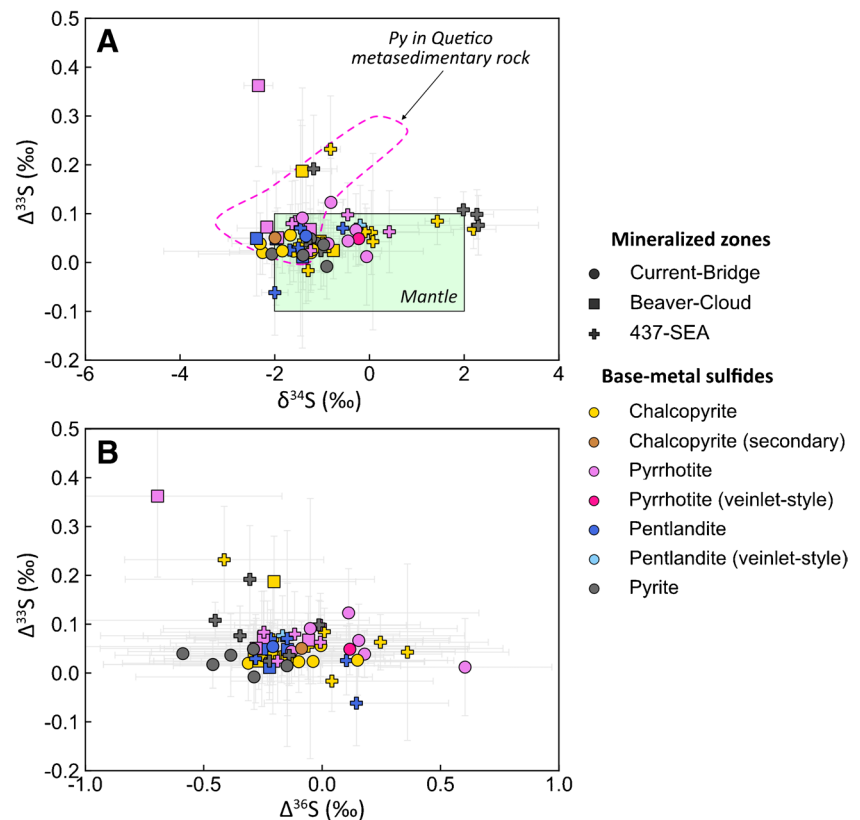 A
Py in Quetico
metasedimentary rock
Mantle
0.5
0.4
0.3
0.2
0.1
0.0
-0.1
-0.2
Δ³³S (‰)
-6
-4
-2
0
2
4
δ³⁴S (‰)
B
0.5
0.4
0.3
0.2
0.1
0.0
-0.1
-0.2
Δ³³S (‰)
-1.0
-0.5
0.0
0.5
1.0
Δ³⁶S (‰)
Mineralized zones
Current-Bridge
Beaver-Cloud
437-SEA
Base-metal sulfides
Chalcopyrite
Chalcopyrite (secondary)
Pyrrhotite
Pyrrhotite (veinlet-style)
Pentlandite
Pentlandite (veinlet-style)
Pyrite